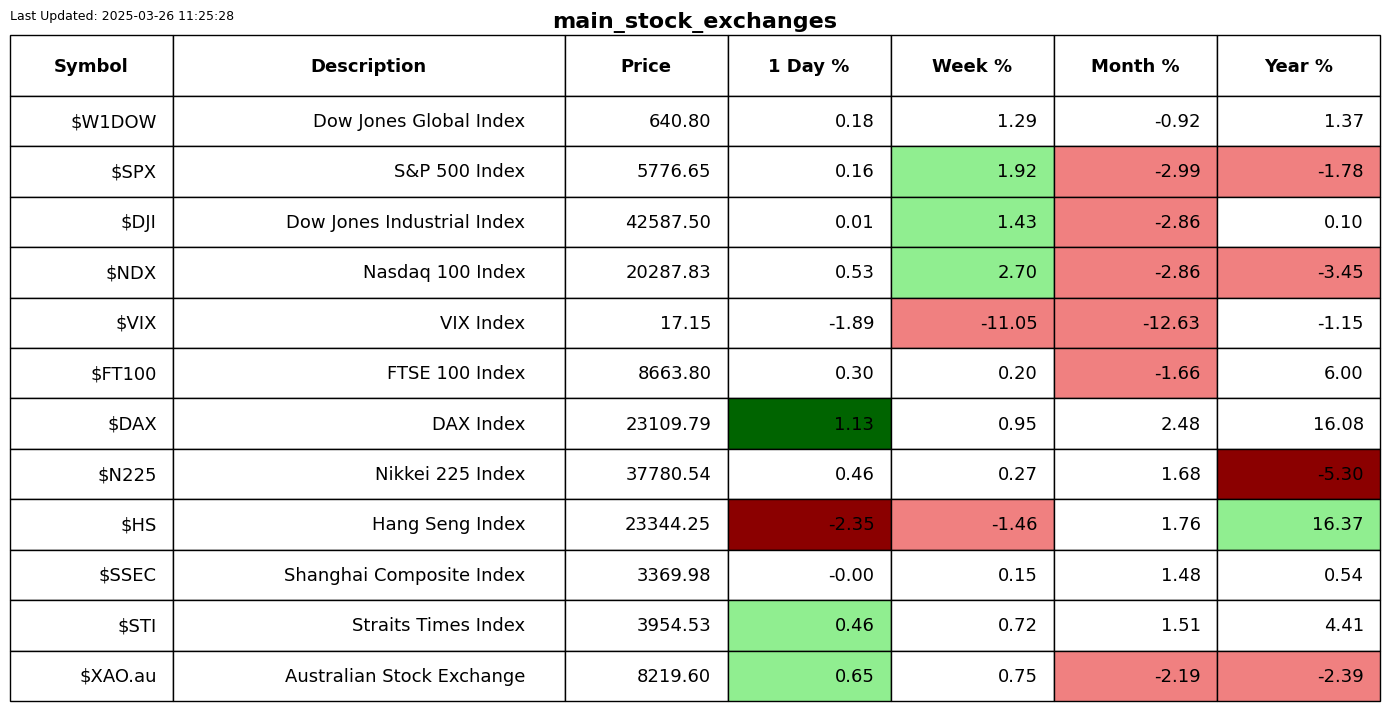 Last Updated: 2025-03-26 11:25:28
main_stock_exchanges
Symbol Description Price 1 Day % Week % Month % Year %
$W1DOW Dow Jones Global Index 640.80 0.18 1.29 -0.92 1.37
$SPX S&P 500 Index 5776.65 0.16 1.92 -2.99 -1.78
$DJI Dow Jones Industrial Index 42587.50 0.01 1.43 -2.86 0.10
$NDX Nasdaq 100 Index 20287.83 0.53 2.70 -2.86 -3.45
$VIX VIX Index 17.15 -1.89 -11.05 -12.63 -1.15
$FT100 FTSE 100 Index 8663.80 0.30 0.20 -1.66 6.00
$DAX DAX Index 23109.79 1.13 0.95 2.48 16.08
$N225 Nikkei 225 Index 37780.54 0.46 0.27 1.68 -5.30
$HS Hang Seng Index 23344.25 -2.35 -1.46 1.76 16.37
$SSEC Shanghai Composite Index 3369.98 -0.00 0.15 1.48 0.54
$STI Straits Times Index 3954.53 0.46 0.72 1.51 4.41
$XAO.au Australian Stock Exchange 8219.60 0.65 0.75 -2.19 -2.39